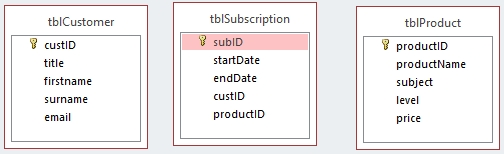 tblCustomer
custID
title
firstname
surname
email
tblSubscription
subID
startDate
endDate
custID
productID
tblProduct
productID
productName
subject
level
price